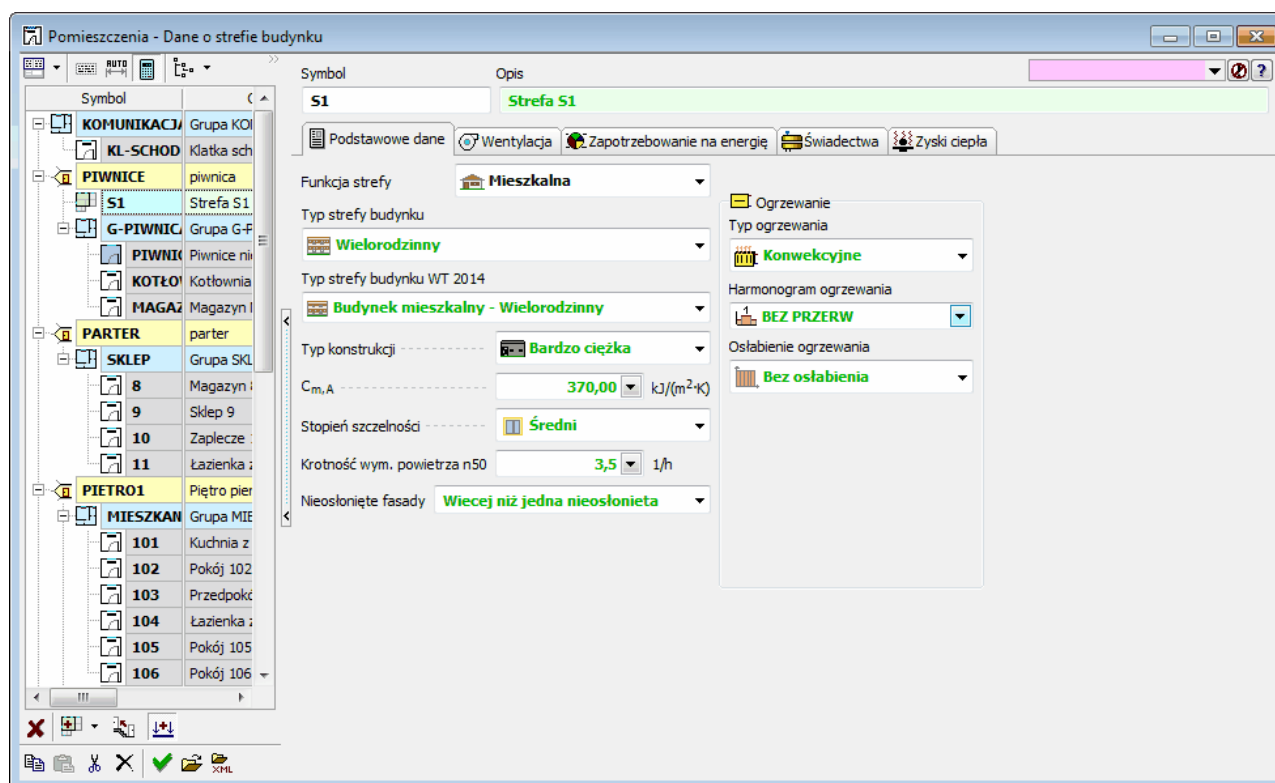 Pomieszczenia - Dane o strefie budynku
AUTO
Symbol
KOMUNIKACJ Grupa KO
KL-SCHOD Klatka sch
PIWNICE piwnica
S1 Strefa S1
G-PIWNIC Grupa G-P
PIWNI Piwnice ni
KOTŁO Kotłownia
MAGAZ Magazyn
PARTER parter
SKLEP Grupa SKL
8 Magazyn
9 Sklep 9
10 Zaplecze
11 Łazienka z
PIETRO1 Piętro pier
MIESZKAN Grupa MIE
101 Kuchnia z
102 Pokój 102
103 Przedpokó
104 Łazienka z
105 Pokój 105
106 Pokój 106
XML
Symbol Opis
S1 Strefa S1
?
Podstawowe dane Wentylacja Zapotrzebowanie na energię Świadectwa Zyski ciepła
Funkcja strefy Mieszkalna
Typ strefy budynku
Wielorodzinny
Typ strefy budynku WT 2014
Budynek mieszkalny - Wielorodzinny
Typ konstrukcji Bardzo ciężka
Cm,A 370,00 kJ/(m²·K)
Stopień szczelności Średni
Krotność wym. powietrza n50 3,5 1/h
Nieosłonięte fasady Wiecej niż jedna nieosłonieta
Ogrzewanie
Typ ogrzewania
Konwekcyjne
Harmonogram ogrzewania
BEZ PRZERW
Osłabienie ogrzewania
Bez osłabienia